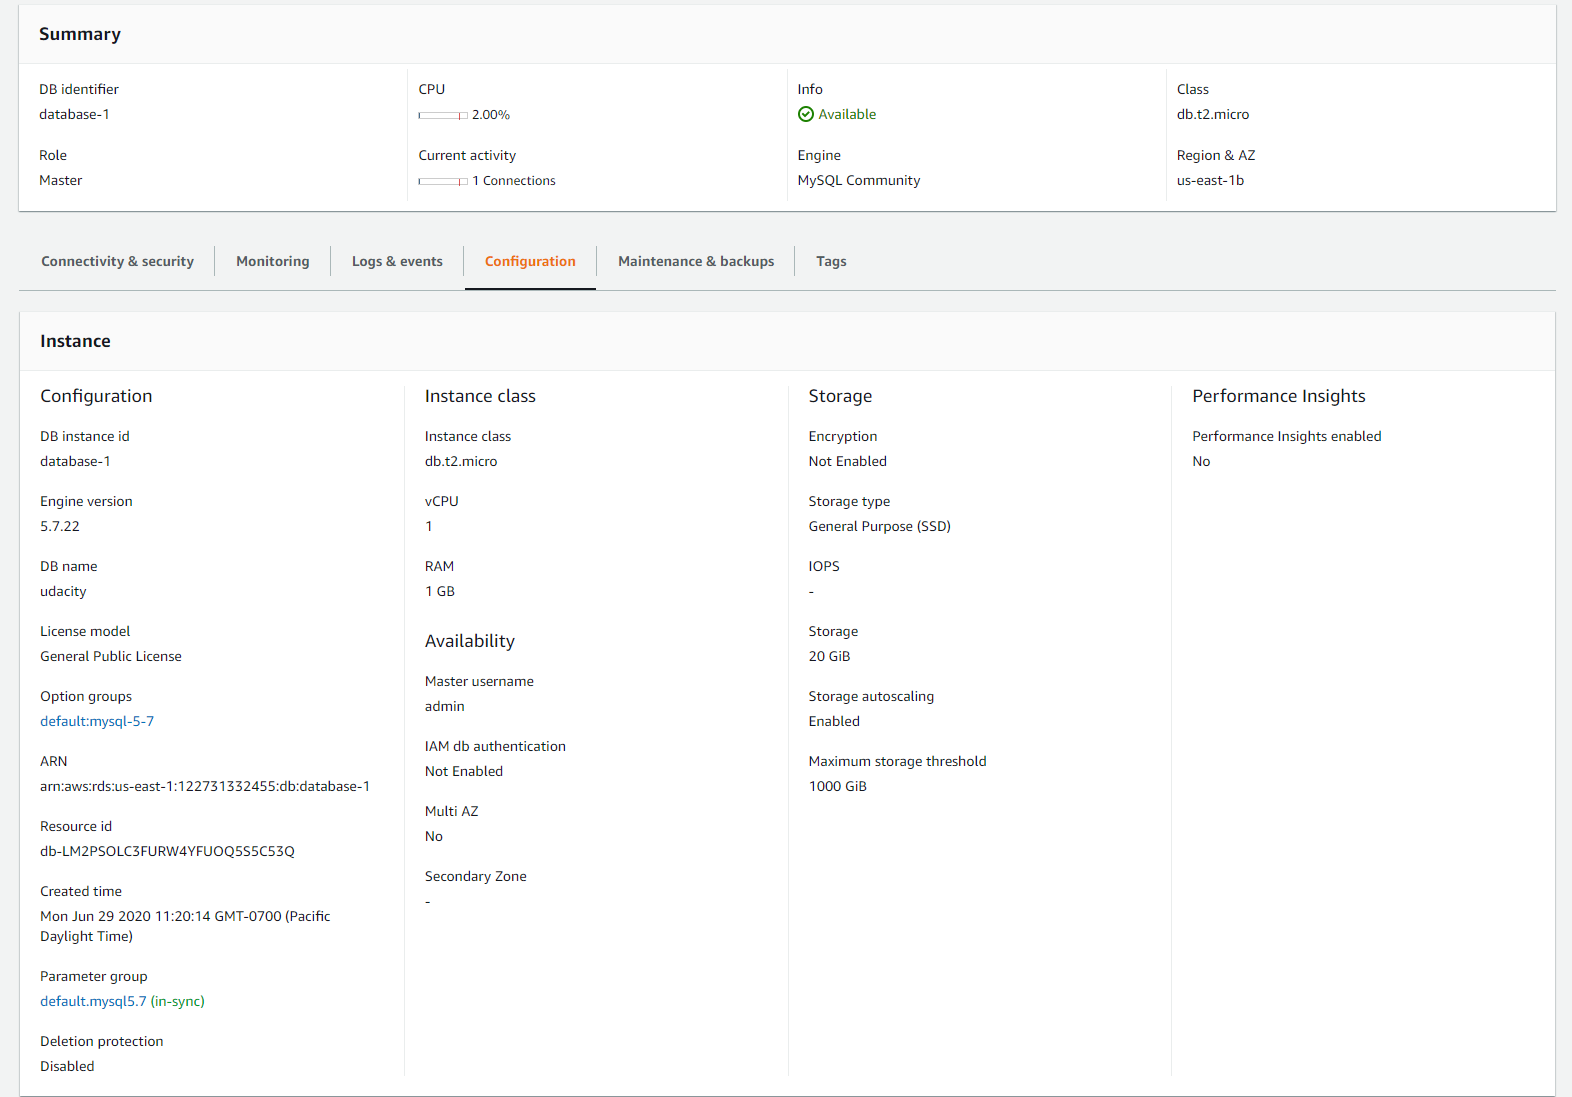 Summary
DB identifier
database-1
CPU
2.00%
Info
Available
Class
db.t2.micro
Role
Master
Current activity
1 Connections
Engine
MySQL Community
Region & AZ
us-east-1b
Connectivity & security
Monitoring
Logs & events
Configuration
Maintenance & backups
Tags
Instance
Configuration
DB instance id
database-1
Engine version
5.7.22
DB name
udacity
License model
General Public License
Option groups
default:mysql-5-7
ARN
arn:aws:rds:us-east-1:122731332455:db:database-1
Resource id
db-LM2PSOLC3FURW4YFUOQ5S5C53Q
Created time
Mon Jun 29 2020 11:20:14 GMT-0700 (Pacific
Daylight Time)
Parameter group
default.mysql5.7 (in-sync)
Deletion protection
Disabled
Instance class
Instance class
db.t2.micro
vCPU
1
RAM
1 GB
Availability
Master username
admin
IAM db authentication
Not Enabled
Multi AZ
No
Secondary Zone
-
Storage
Encryption
Not Enabled
Storage type
General Purpose (SSD)
IOPS
-
Storage
20 GiB
Storage autoscaling
Enabled
Maximum storage threshold
1000 GiB
Performance Insights
Performance Insights enabled
No